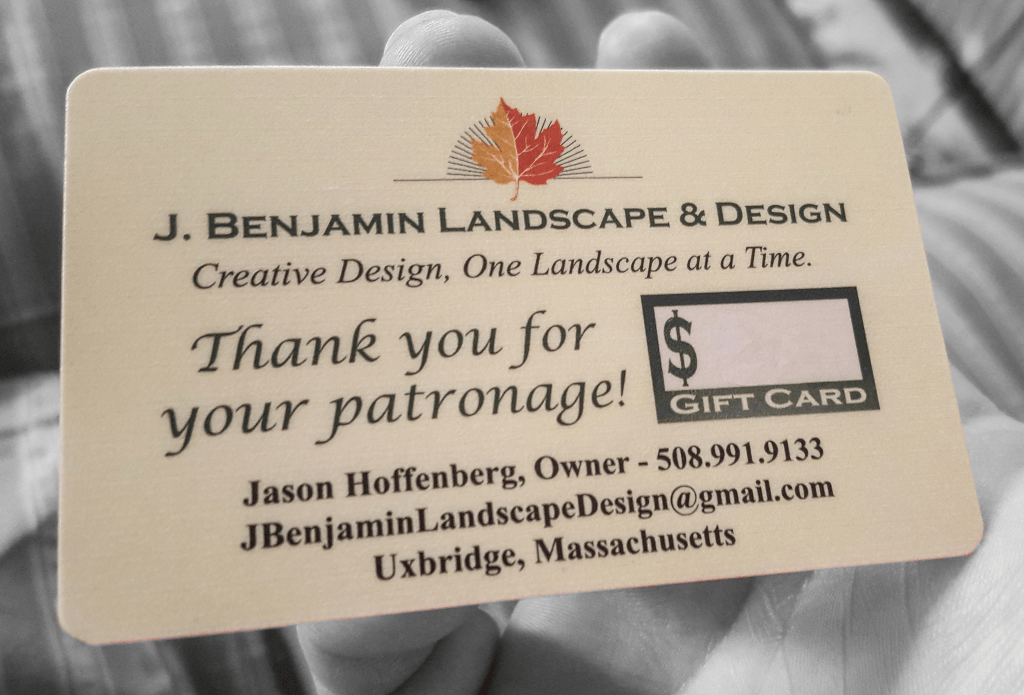 J. BENJAMIN LANDSCAPE & DESIGN
Creative Design, One Landscape at a Time.
Thank you for
your patronage!
$
GIFT CARD
Jason Hoffenberg, Owner - 508.991.9133
JBenjaminLandscapeDesign@gmail.com
Uxbridge, Massachusetts